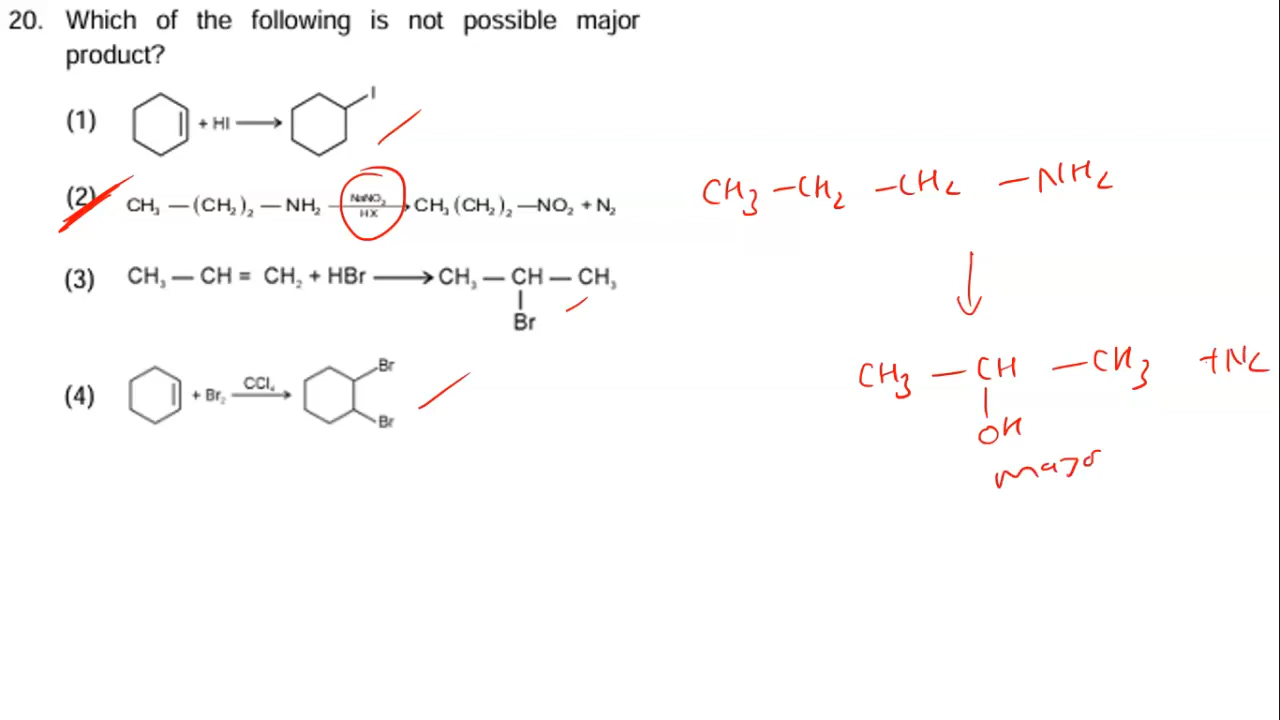 20. Which of the following is not possible major
product?
(1) + HI ⟶ I
(2) CH₃ — (CH₂)₂ — NH₂ NaNO₂ HX → CH₃ (CH₂)₂ — NO₂ + N₂
(3) CH₃ — CH = CH₂ + HBr ⟶ CH₃ — CH — CH₃
Br
(4) + Br₂ CCl₄ ⟶ Br
Br
CH₃ — CH₂ — CH₂ — NH₂
↓
CH₃ — CH — CH₃ + N₂
OH
major